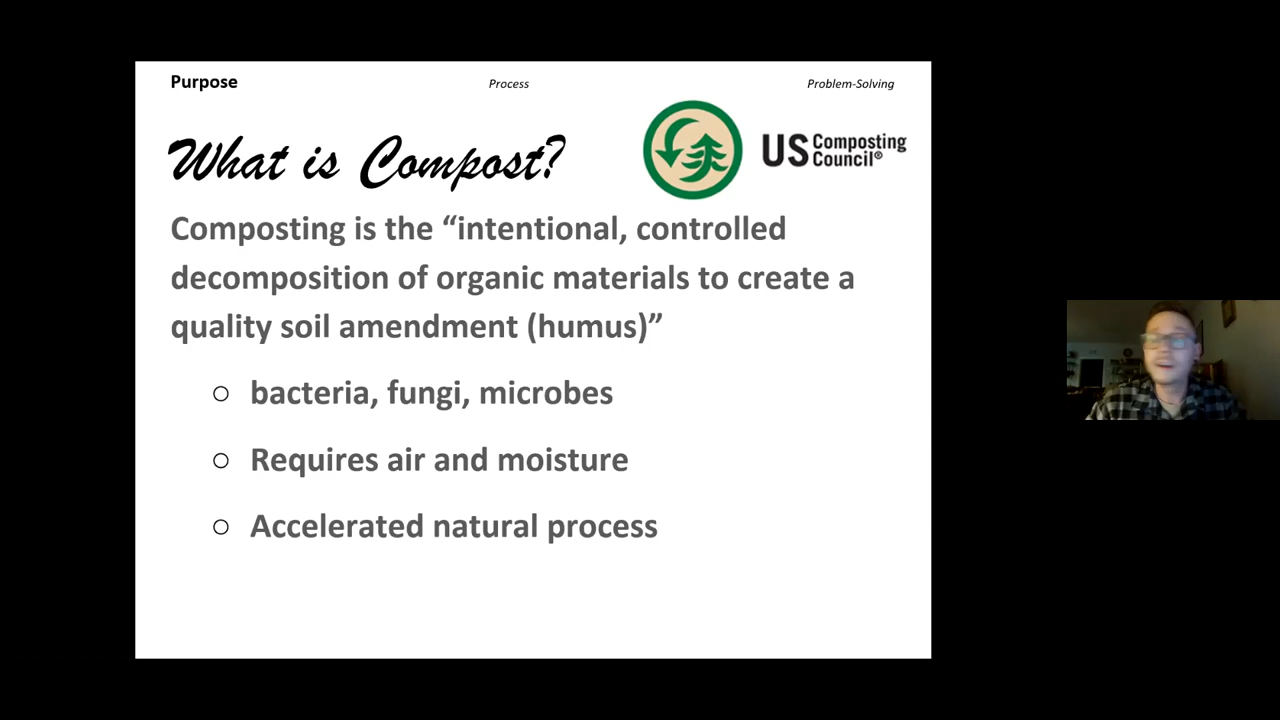 Purpose Process Problem-Solving
What is Compost?
US Composting
Council®
Composting is the “intentional, controlled
decomposition of organic materials to create a
quality soil amendment (humus)”
○ bacteria, fungi, microbes
○ Requires air and moisture
○ Accelerated natural process